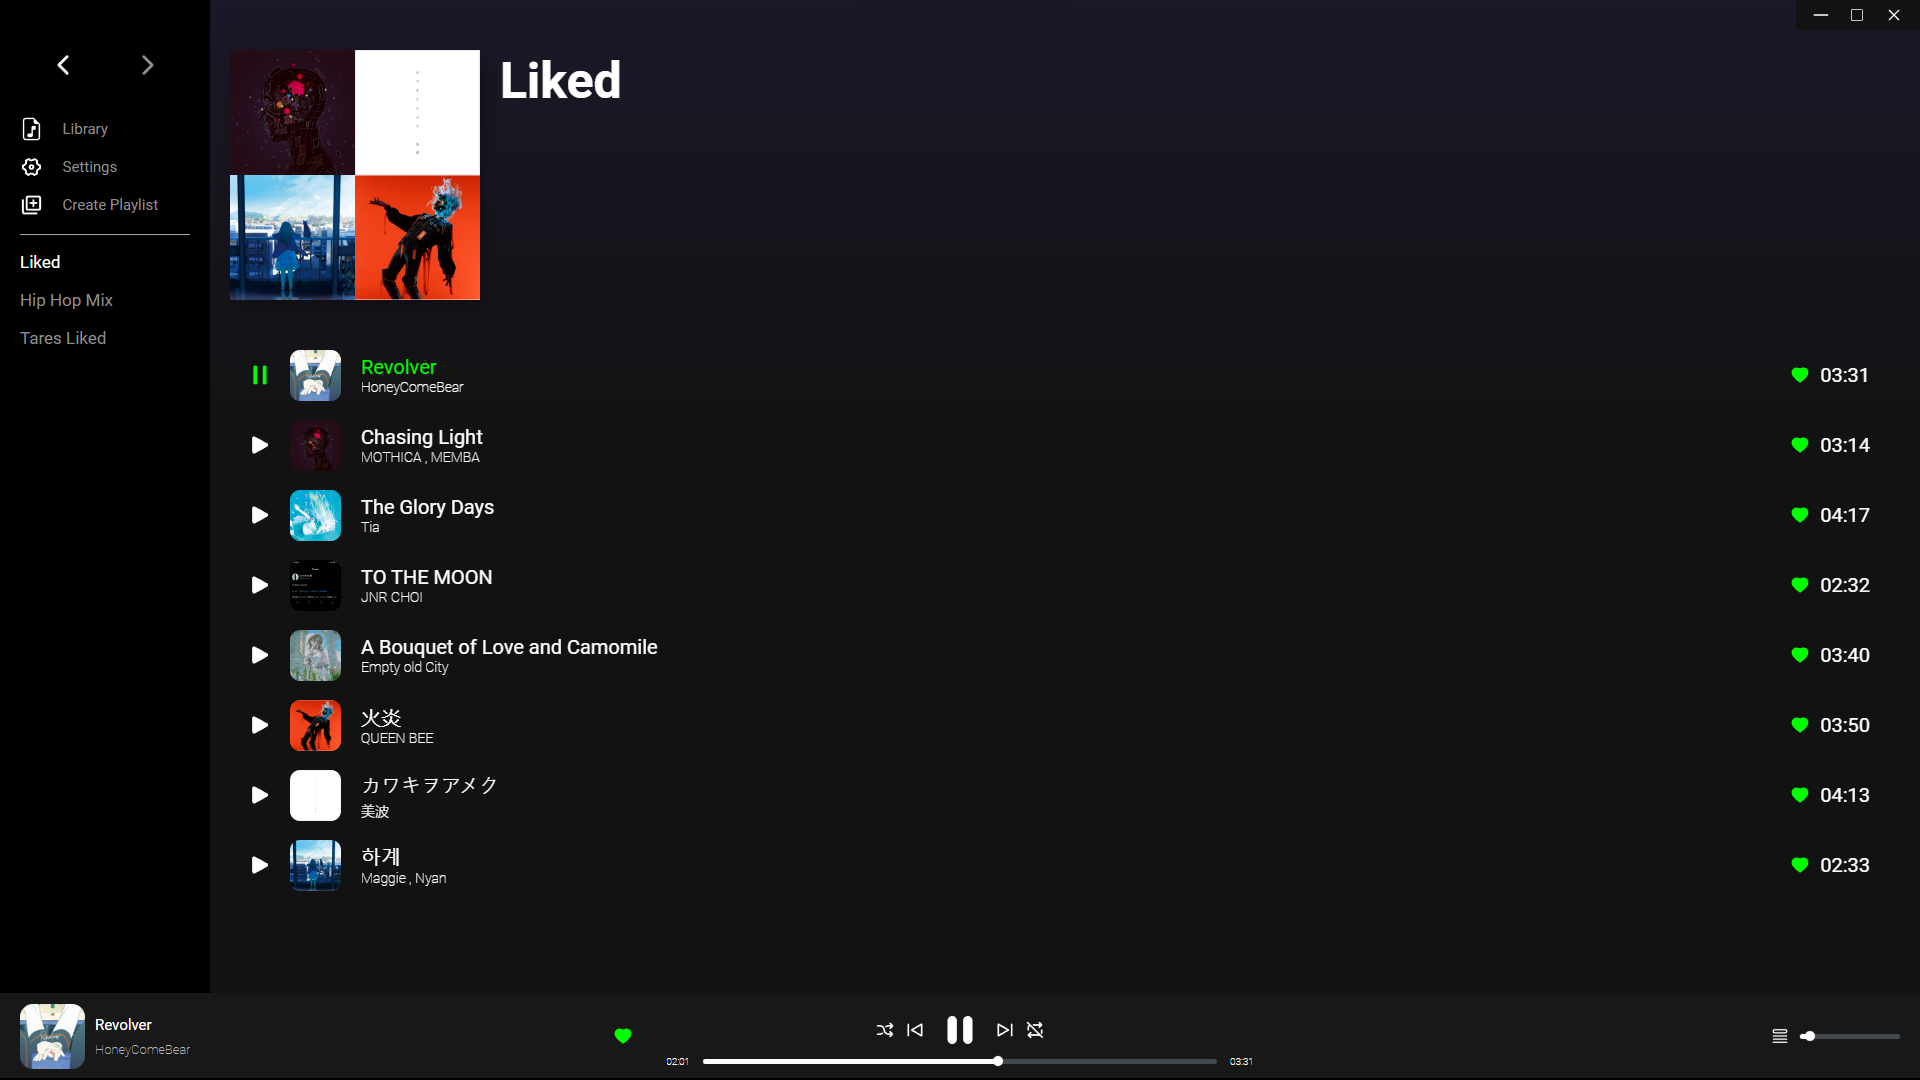 Liked
Library
Settings
Create Playlist
Liked
Hip Hop Mix
Tares Liked
Revolver
HoneyComeBear
03:31
Chasing Light
MOTHICA , MEMBA
03:14
The Glory Days
Tia
04:17
TO THE MOON
JNR CHOI
02:32
A Bouquet of Love and Camomile
Empty old City
03:40
火炎
QUEEN BEE
03:50
カワキヲアメク
美波
04:13
하계
Maggie , Nyan
02:33
Revolver
HoneyComeBear
02:01
03:31